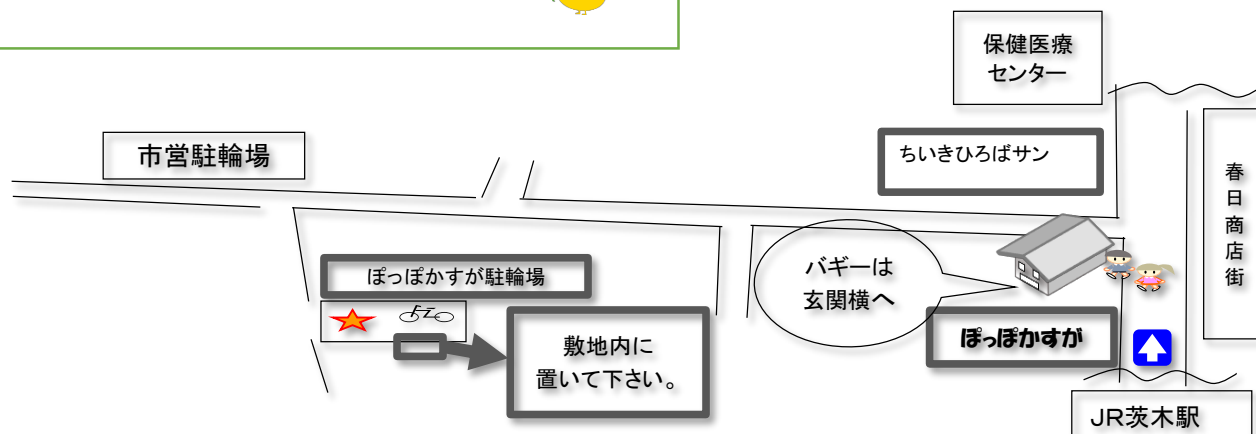 保健医療
センター
市営駐輪場
ちいきひろばサン
春日商店街
ぽっぽかすが駐輪場
バギーは
玄関横へ
敷地内に
置いて下さい。
ぽっぽかすが
JR茨木駅